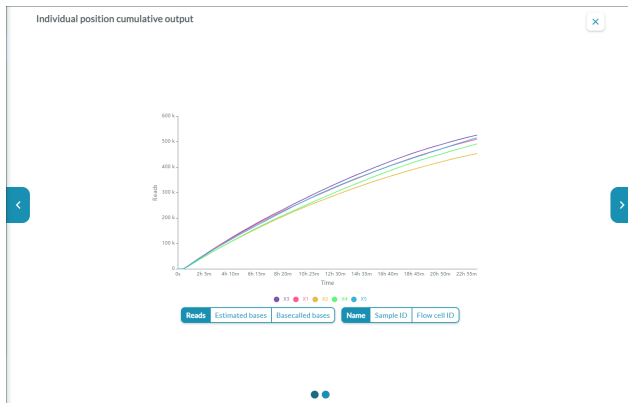 Individual position cumulative output
600 k
500 k
400 k
300 k
200 k
100 k
0
Reads
0s 2h 5m 4h 10m 6h 15m 8h 20m 10h 25m 12h 30m 14h 35m 16h 40m 18h 45m 20h 50m 22h 55m
Time
X3 X1 X2 X4 X5
Reads Estimated bases Basecalled bases Name Sample ID Flow cell ID